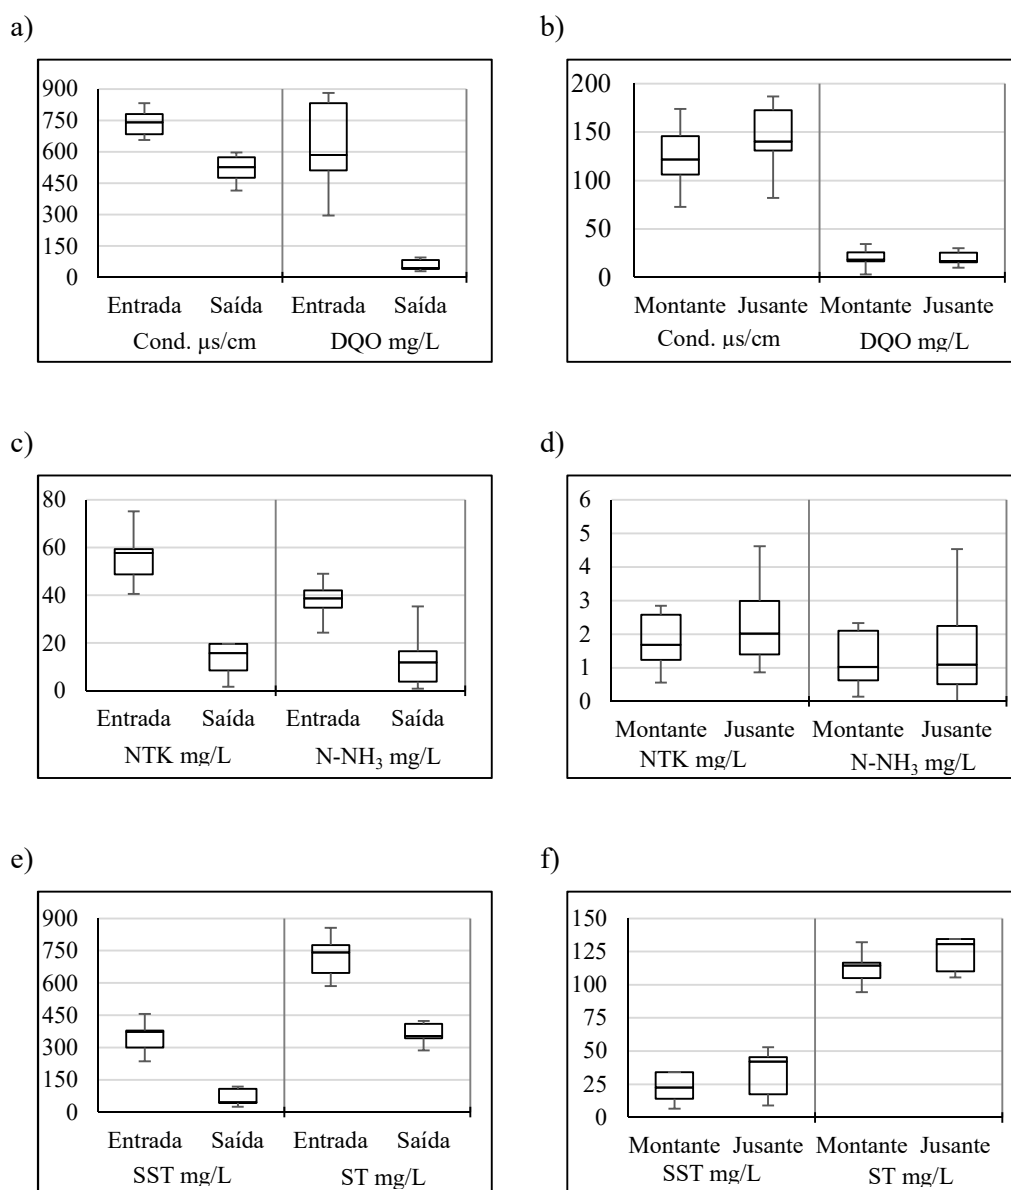 a)
900
750
600
450
300
150
0
Entrada Saída Entrada Saída
Cond. µs/cm DQO mg/L
b)
200
150
100
50
0
Montante Jusante Montante Jusante
Cond. µs/cm DQO mg/L
c)
80
60
40
20
0
Entrada Saída Entrada Saída
NTK mg/L N-NH₃ mg/L
d)
6
5
4
3
2
1
0
Montante Jusante Montante Jusante
NTK mg/L N-NH₃ mg/L
e)
900
750
600
450
300
150
0
Entrada Saída Entrada Saída
SST mg/L ST mg/L
f)
150
125
100
75
50
25
0
Montante Jusante Montante Jusante
SST mg/L ST mg/L